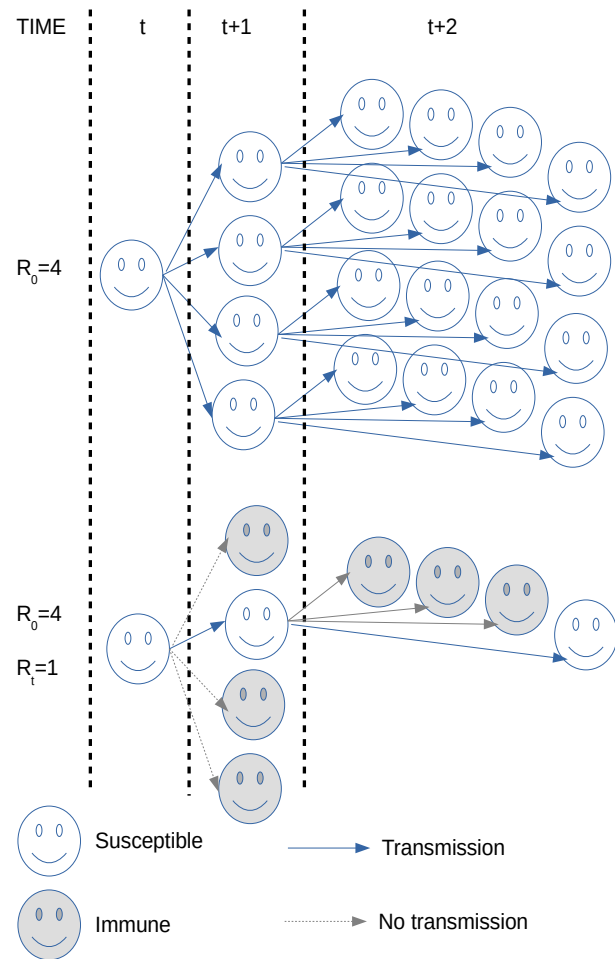 TIME t t+1 t+2
R0=4
R0=4
Rt=1
Susceptible Transmission
Immune No transmission